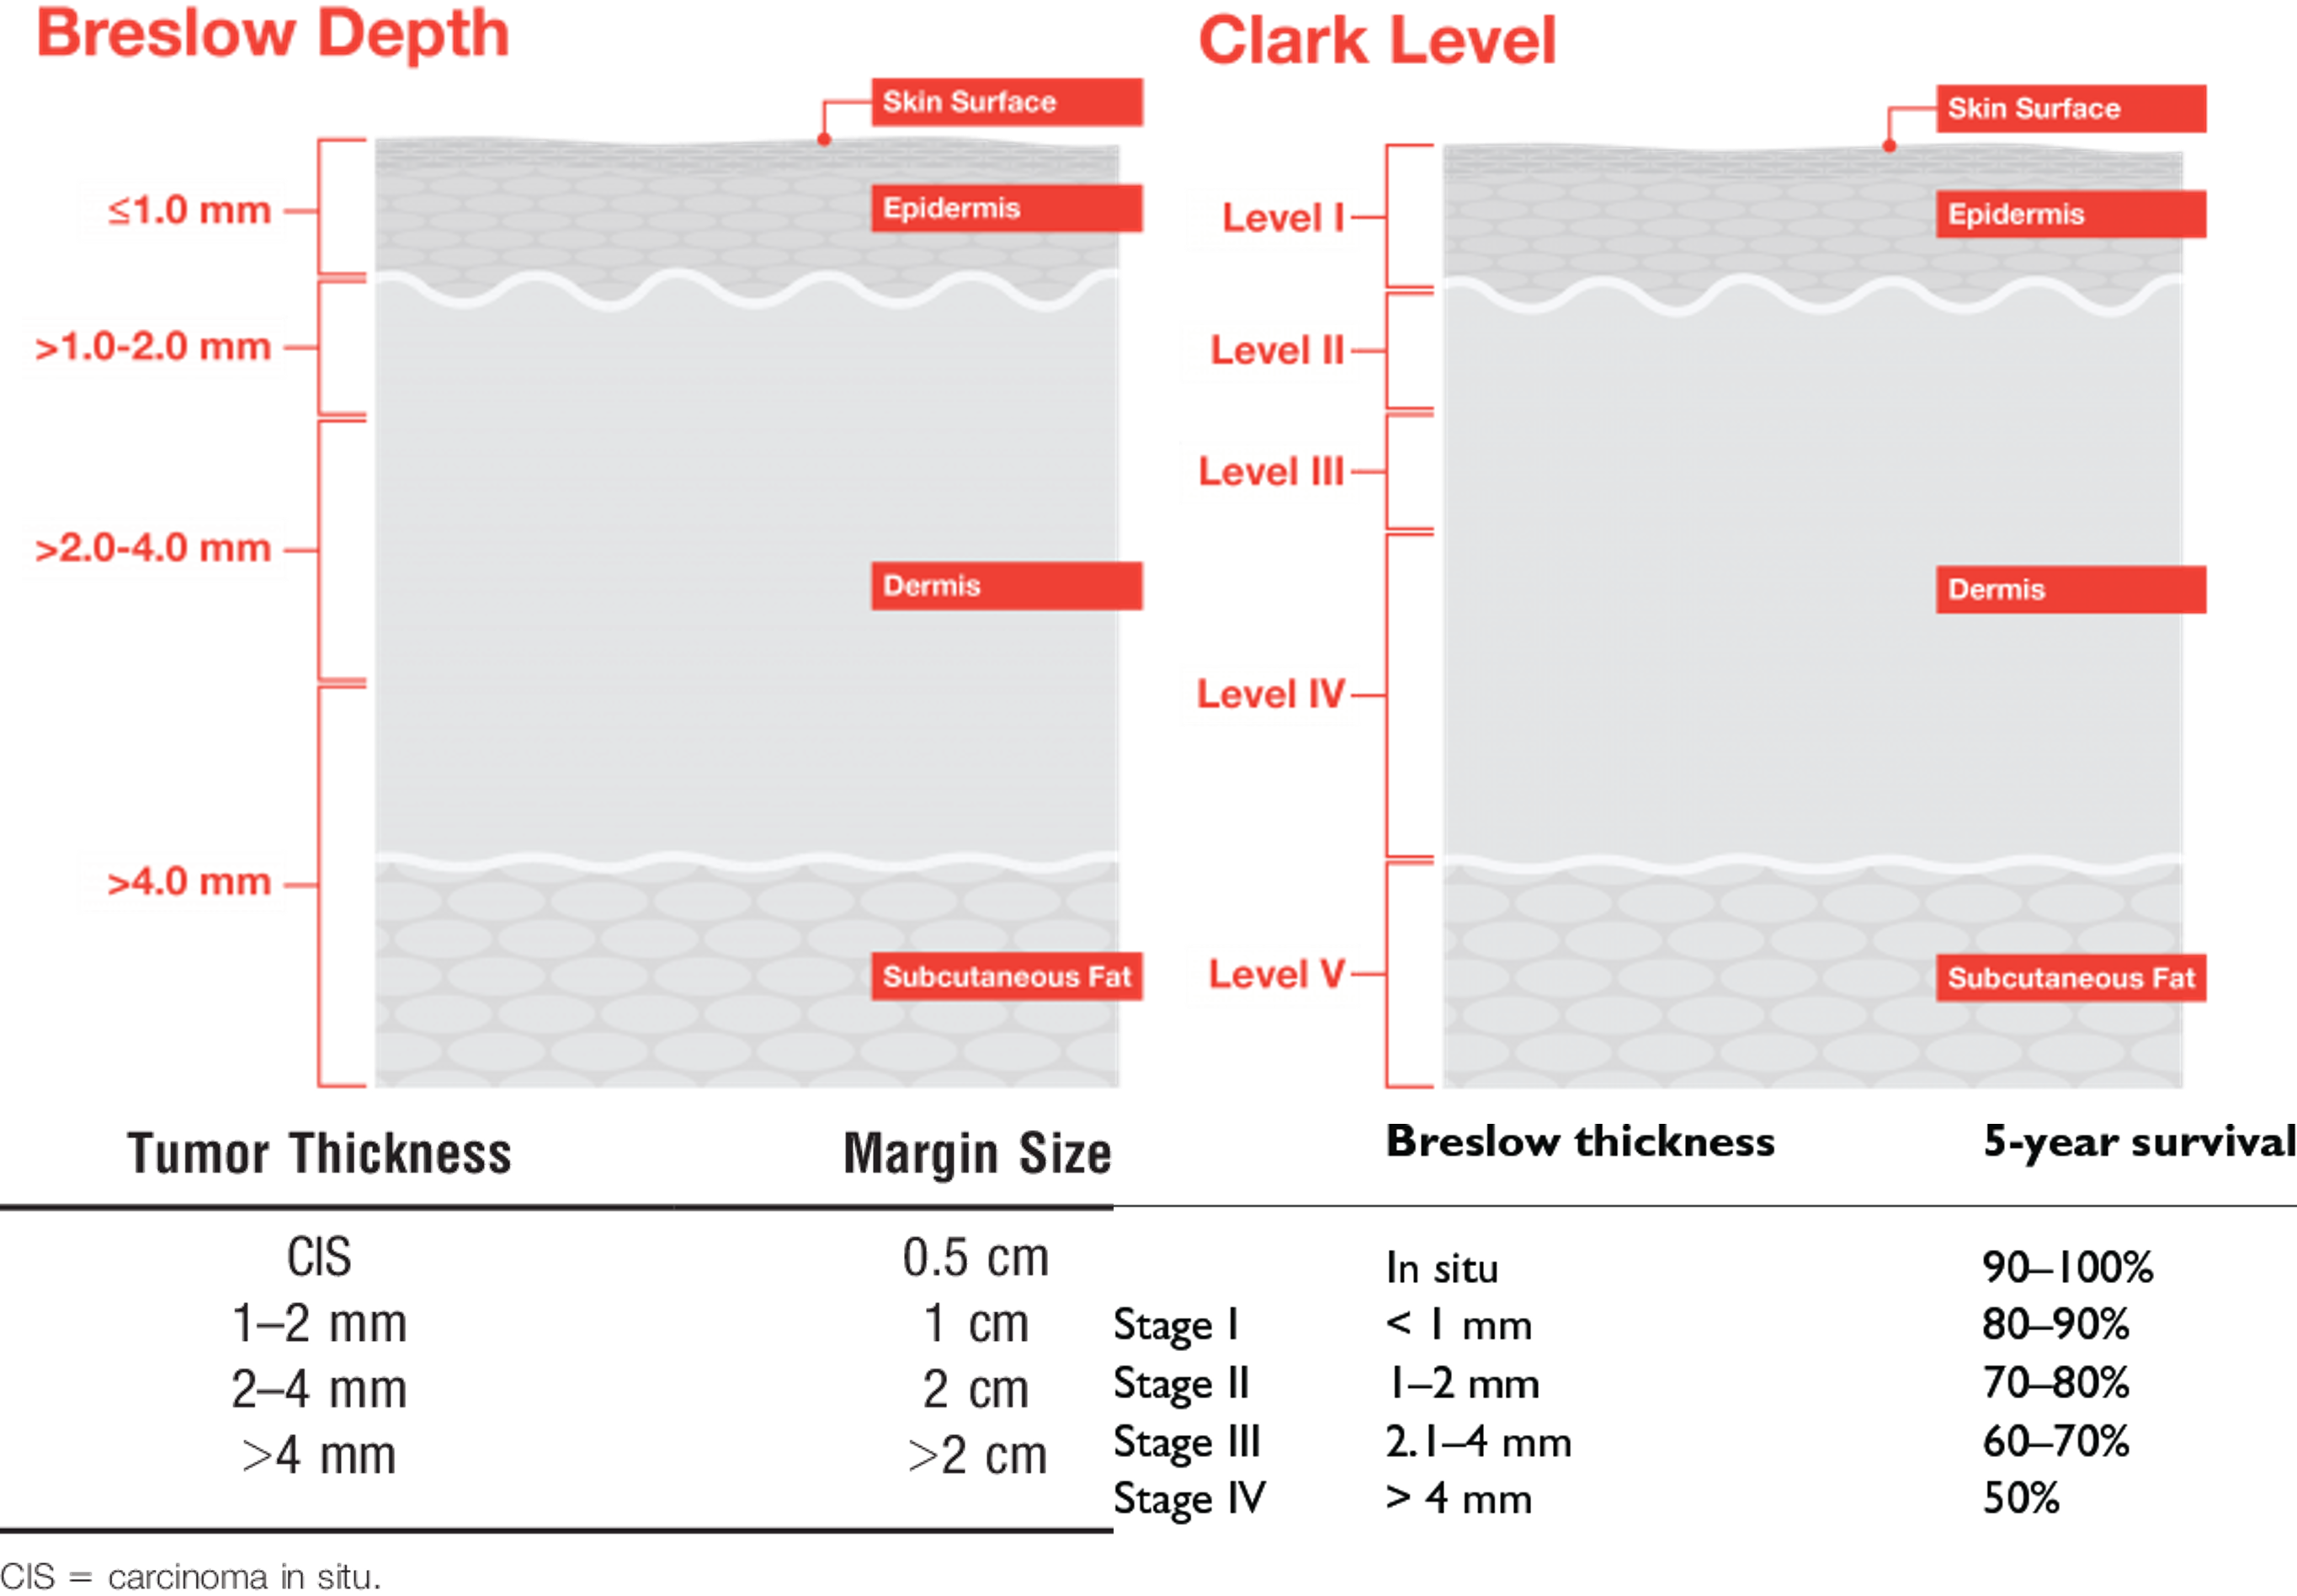 Breslow Depth
Skin Surface
≤1.0 mm
Epidermis
>1.0-2.0 mm
>2.0-4.0 mm
Dermis
>4.0 mm
Subcutaneous Fat
Clark Level
Skin Surface
Level I
Epidermis
Level II
Level III
Dermis
Level IV
Level V
Subcutaneous Fat
Tumor Thickness Margin Size
CIS 0.5 cm
1–2 mm 1 cm
2–4 mm 2 cm
>4 mm >2 cm
CIS = carcinoma in situ.
Breslow thickness 5-year survival
In situ 90–100%
Stage I < 1 mm 80–90%
Stage II 1–2 mm 70–80%
Stage III 2.1–4 mm 60–70%
Stage IV > 4 mm 50%